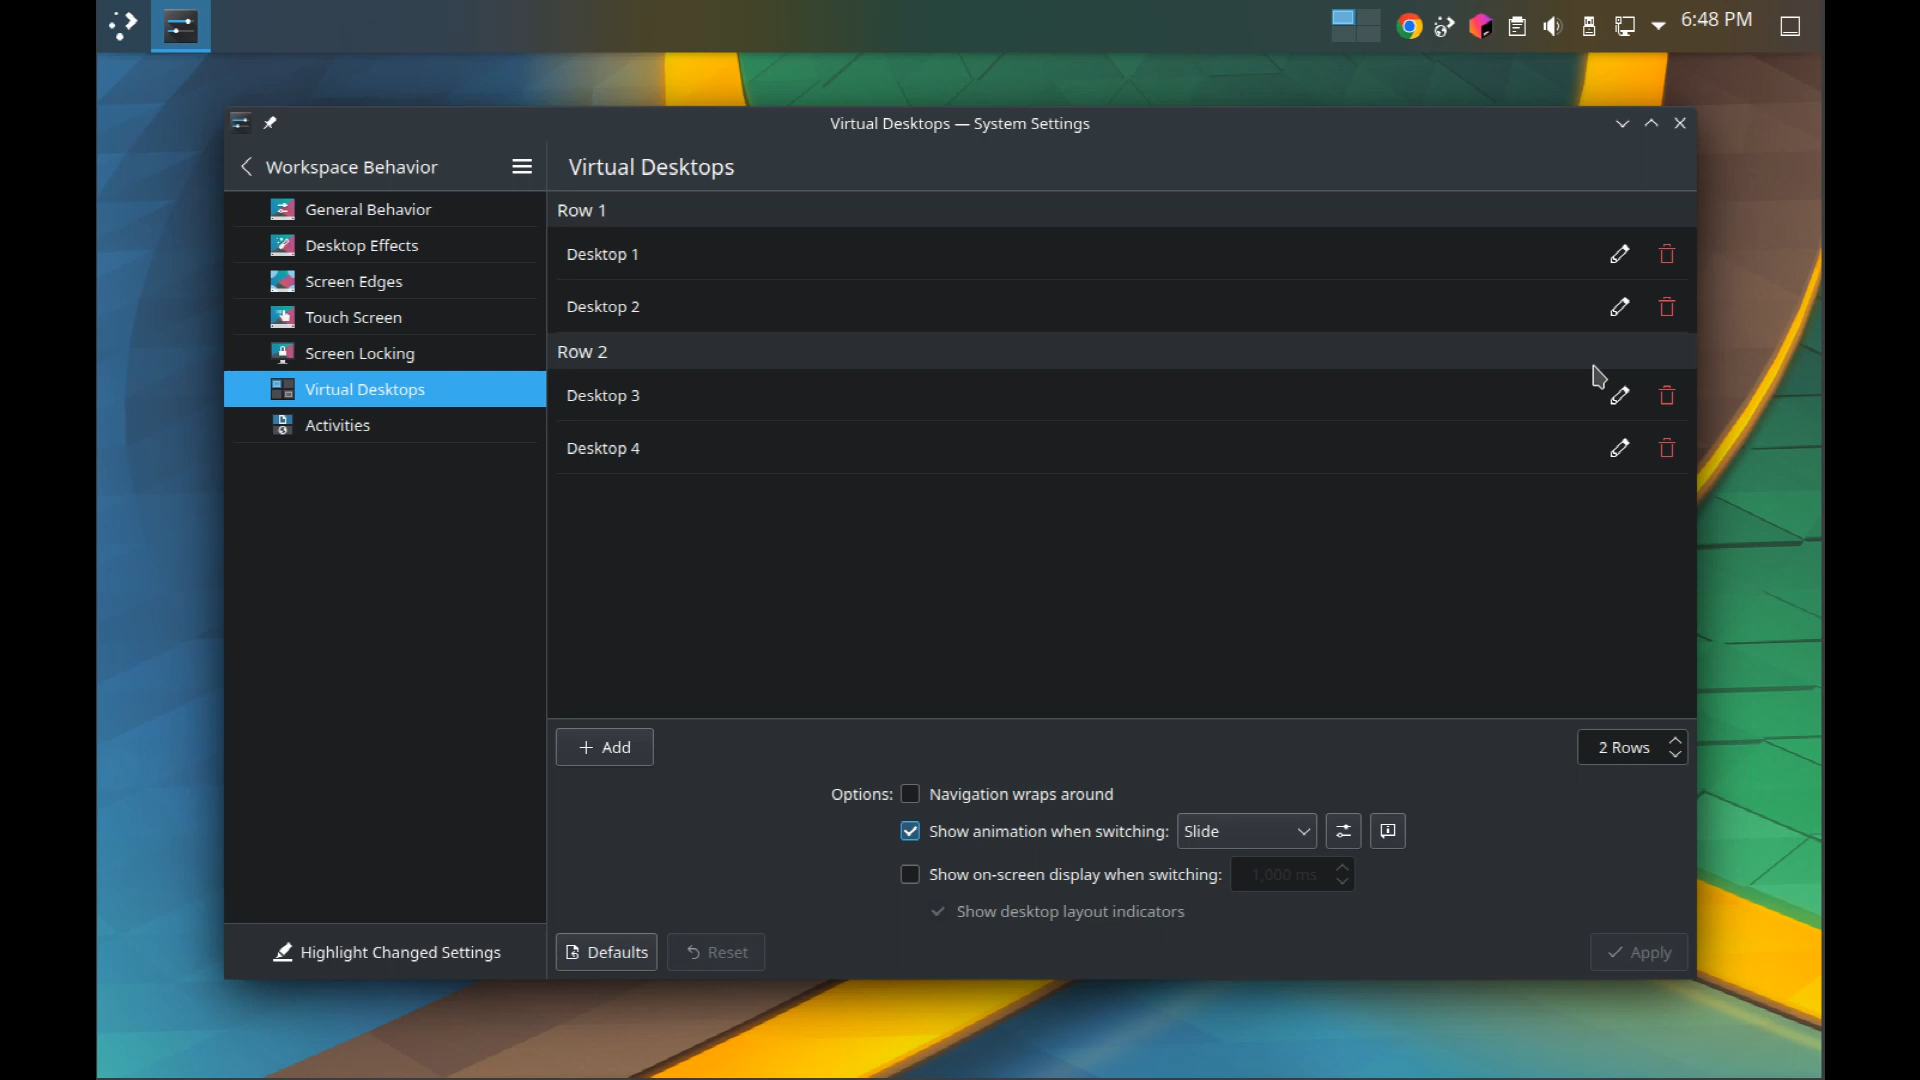 6:48 PM
Virtual Desktops — System Settings
Workspace Behavior
Virtual Desktops
General Behavior
Desktop Effects
Screen Edges
Touch Screen
Screen Locking
Virtual Desktops
Activities
Row 1
Desktop 1
Desktop 2
Row 2
Desktop 3
Desktop 4
Add
2 Rows
Options: Navigation wraps around
Show animation when switching: Slide
Show on-screen display when switching: 1,000 ms
Show desktop layout indicators
Highlight Changed Settings
Defaults
Reset
Apply